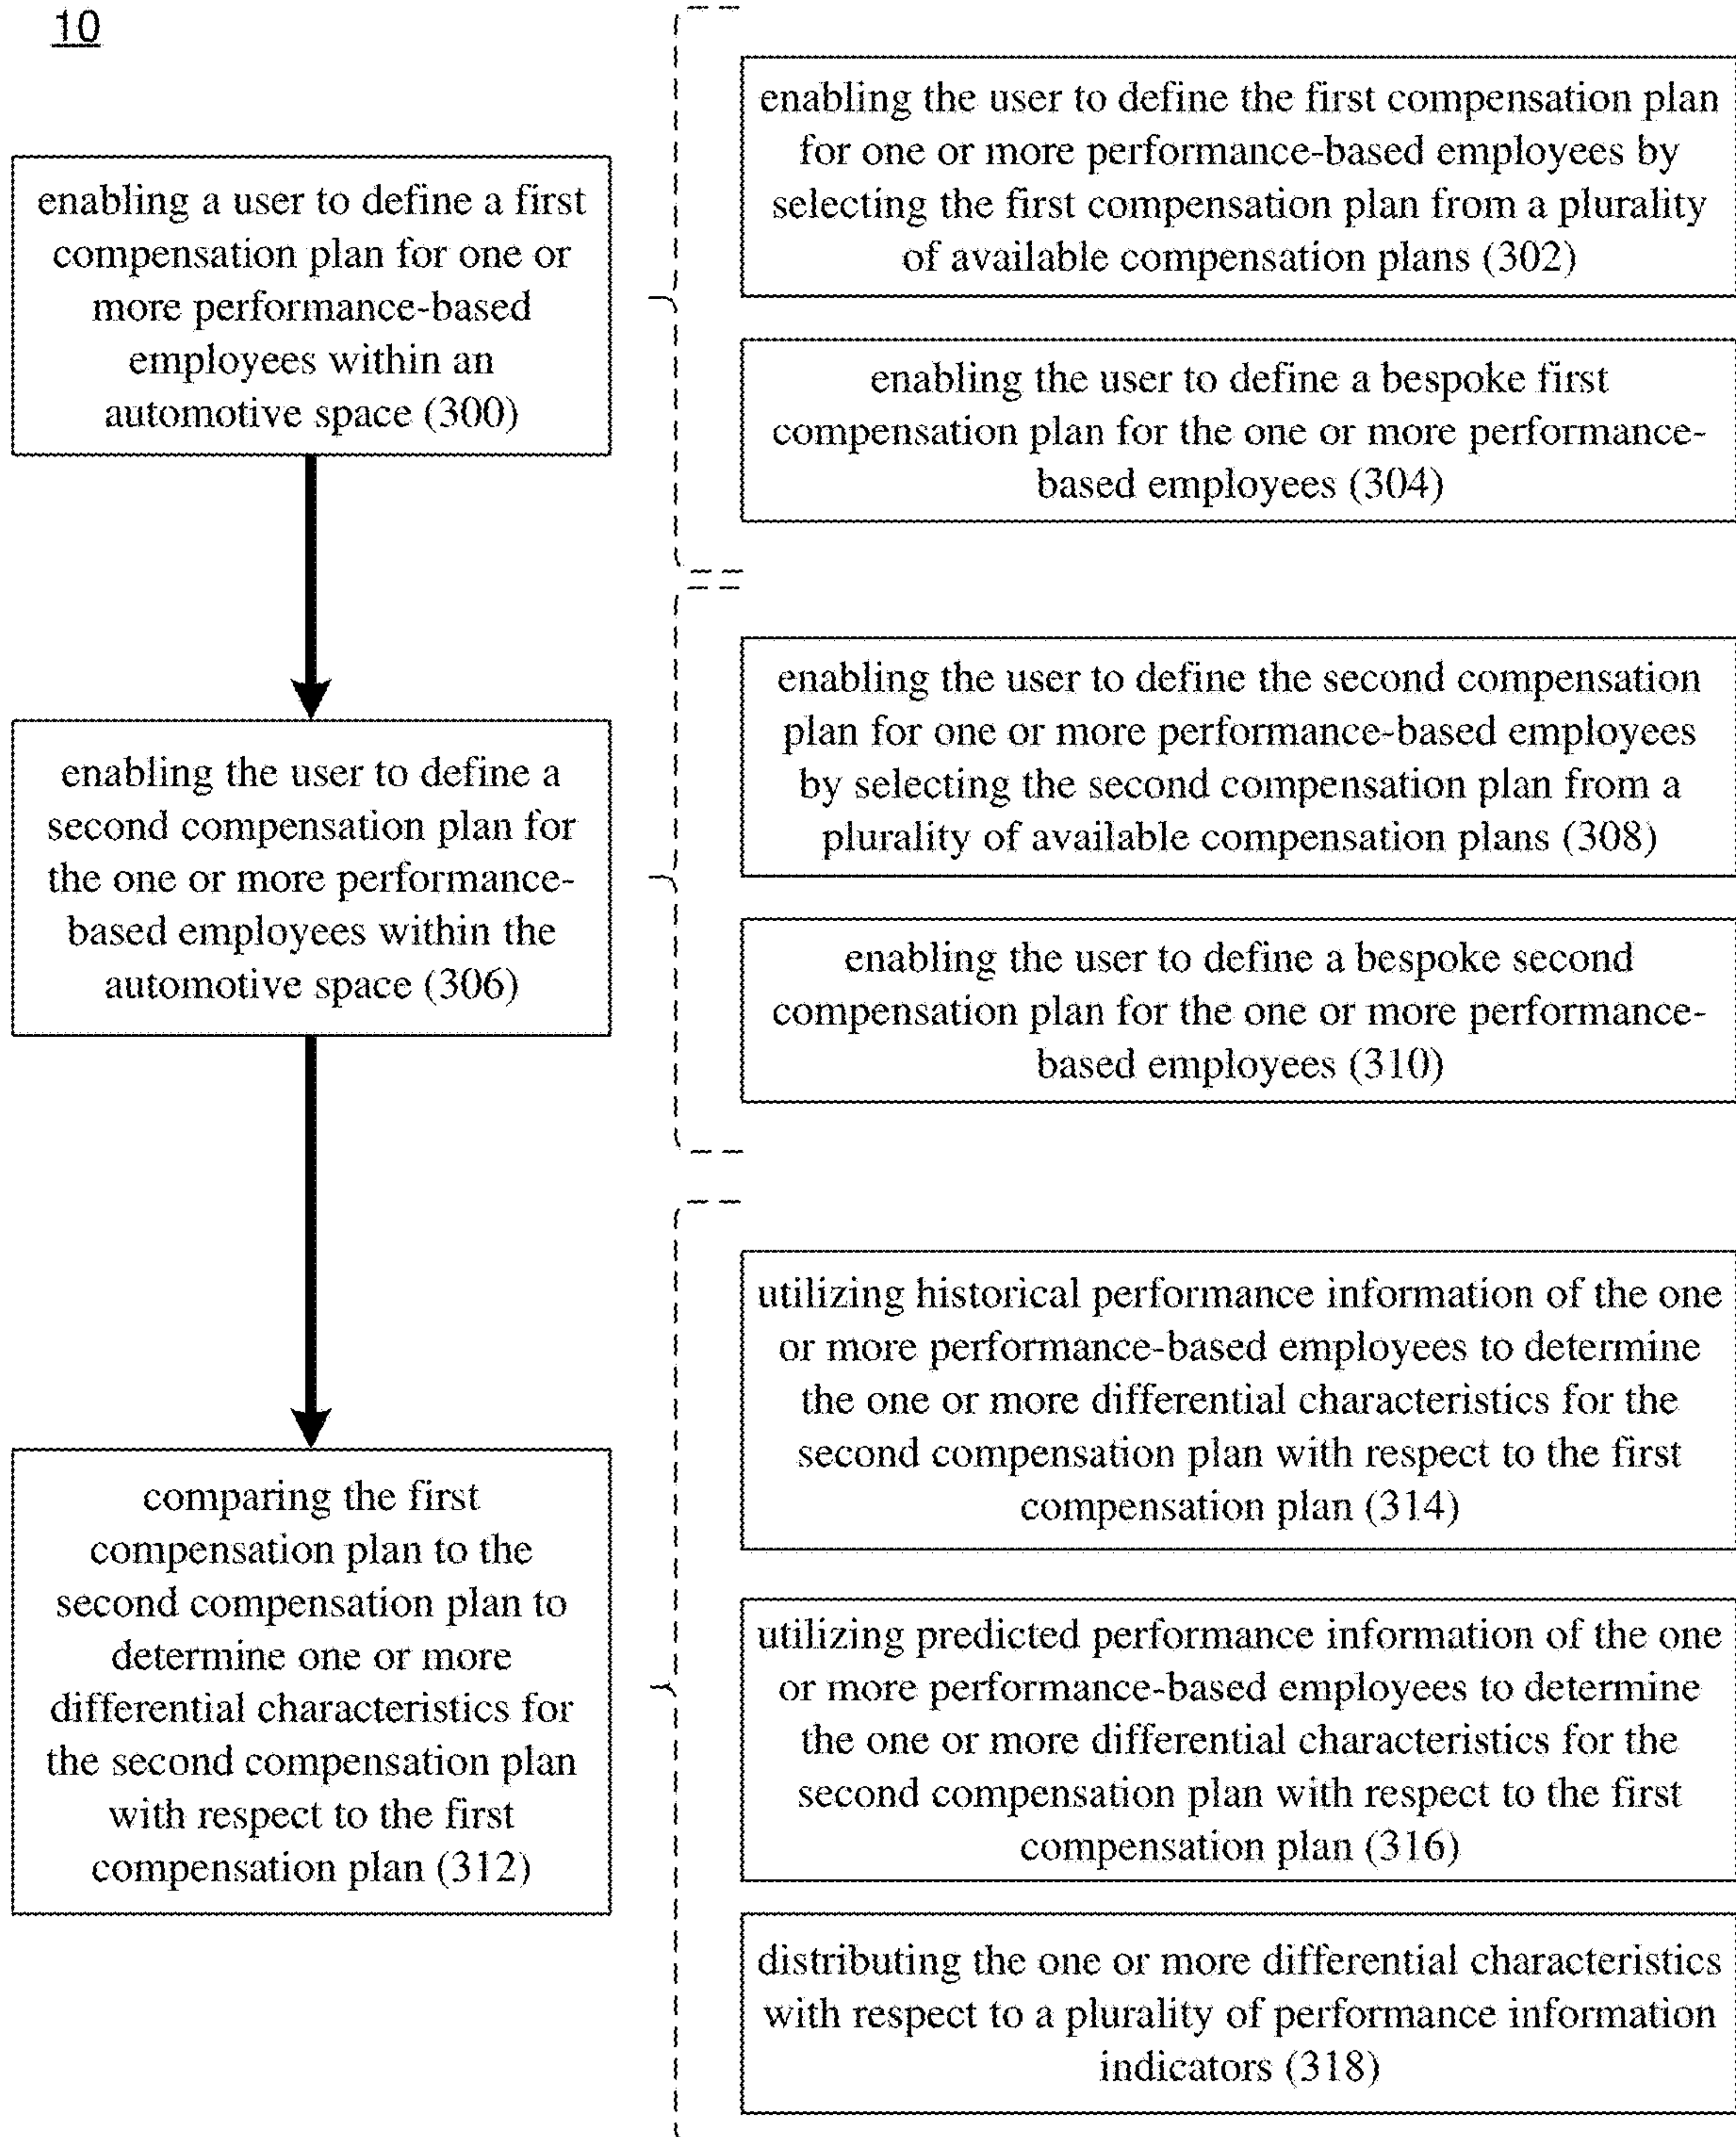 10
enabling a user to define a first
compensation plan for one or
more performance-based
employees within an
automotive space (300)
enabling the user to define the first compensation plan
for one or more performance-based employees by
selecting the first compensation plan from a plurality
of available compensation plans (302)
enabling the user to define a bespoke first
compensation plan for the one or more performance-
based employees (304)
enabling the user to define a
second compensation plan for
the one or more performance-
based employees within the
automotive space (306)
enabling the user to define the second compensation
plan for one or more performance-based employees
by selecting the second compensation plan from a
plurality of available compensation plans (308)
enabling the user to define a bespoke second
compensation plan for the one or more performance-
based employees (310)
comparing the first
compensation plan to the
second compensation plan to
determine one or more
differential characteristics for
the second compensation plan
with respect to the first
compensation plan (312)
utilizing historical performance information of the one
or more performance-based employees to determine
the one or more differential characteristics for the
second compensation plan with respect to the first
compensation plan (314)
utilizing predicted performance information of the one
or more performance-based employees to determine
the one or more differential characteristics for the
second compensation plan with respect to the first
compensation plan (316)
distributing the one or more differential characteristics
with respect to a plurality of performance information
indicators (318)